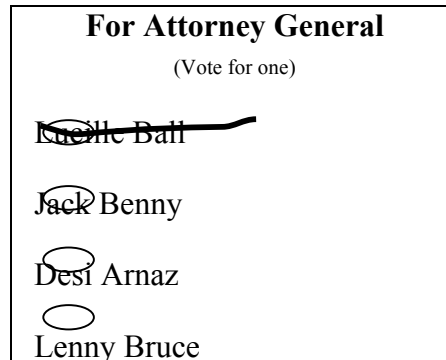 For Attorney General
(Vote for one)
Lucille Ball
Jack Benny
Desi Arnaz
Lenny Bruce